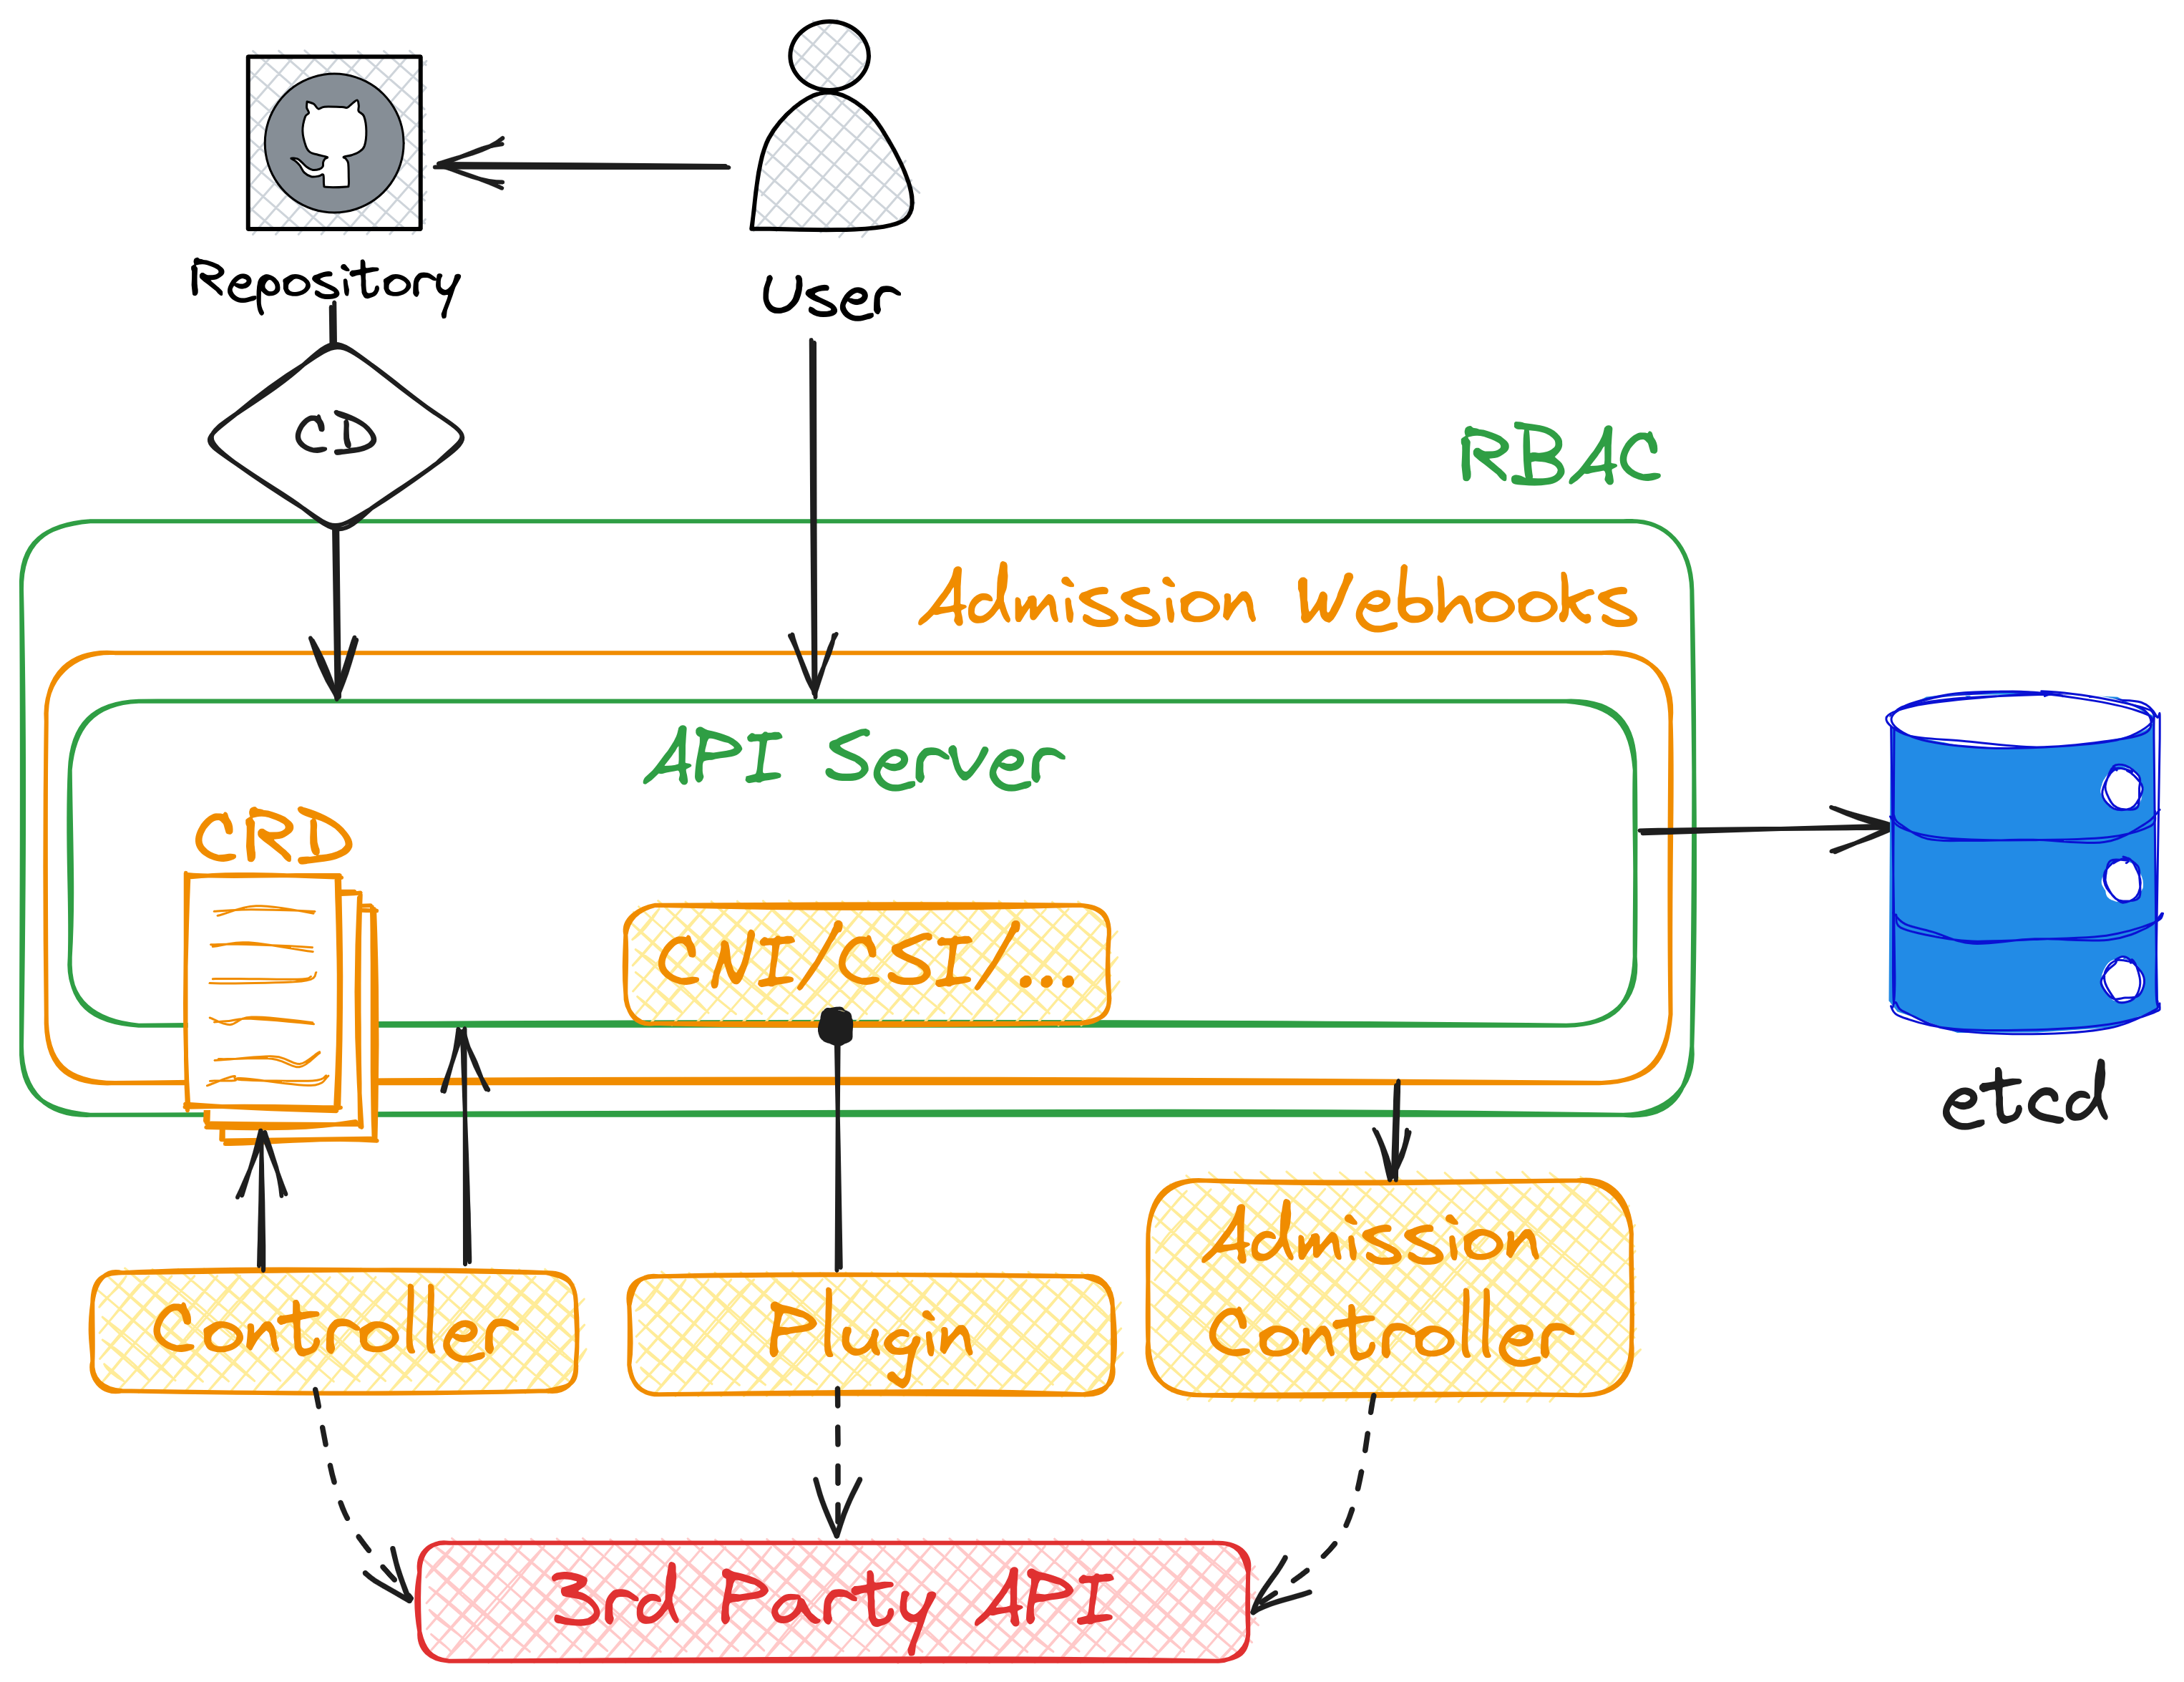 Repository
User
CD
RBAC
Admission Webhooks
API Server
CRD
CNI/CSI/...
etcd
Controller
Plugin
Admission
Controller
3rd Party API